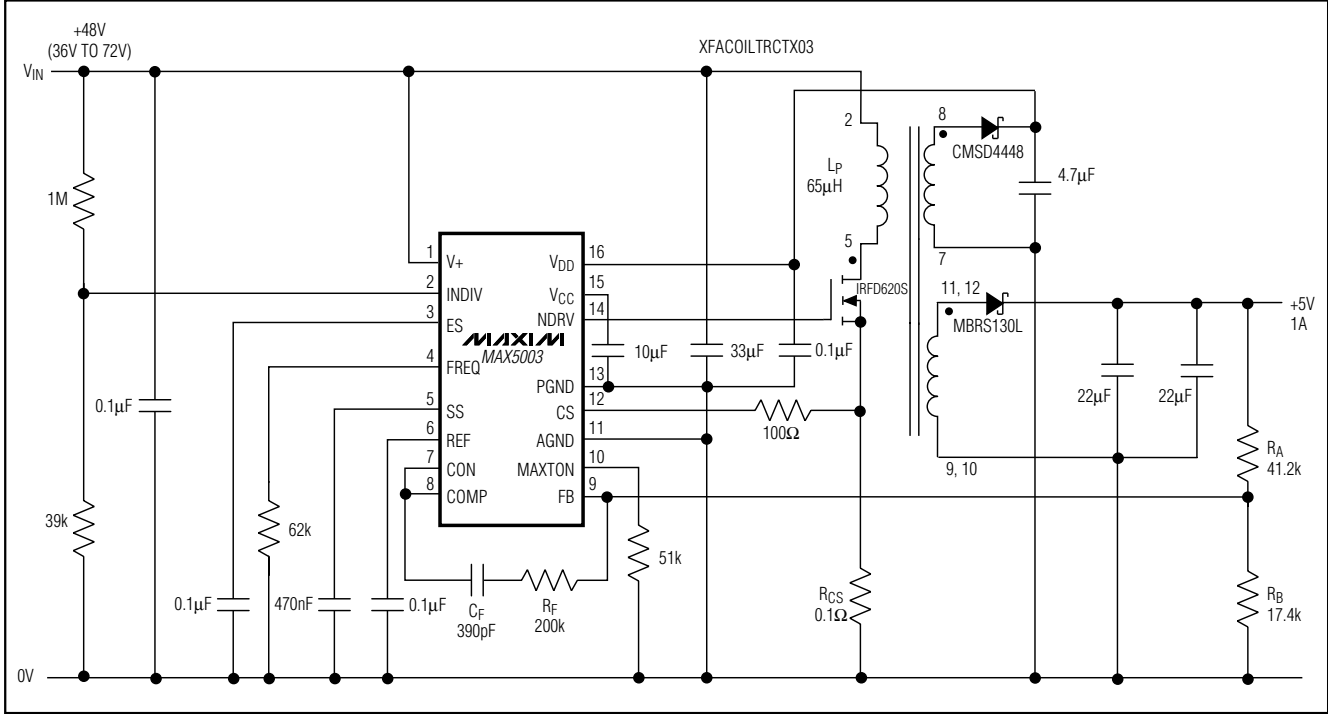 +48V
(36V TO 72V)
VIN
XFACOILTRCTX03
2
8
CMSD4448
LP
65µH
4.7µF
1M
5
7
1
V+
VDD
16
IRFD620S
2
INDIV
VCC
15
11, 12
MBRS130L
+5V
1A
3
ES
NDRV
14
MAXIM
MAX5003
10µF
33µF
0.1µF
4
FREQ
PGND
13
22µF
22µF
0.1µF
5
SS
CS
12
100Ω
6
REF
AGND
11
7
CON
MAXTON
10
9, 10
RA
41.2k
8
COMP
FB
9
39k
62k
51k
0.1µF
470nF
0.1µF
CF
390pF
RF
200k
RCS
0.1Ω
RB
17.4k
0V